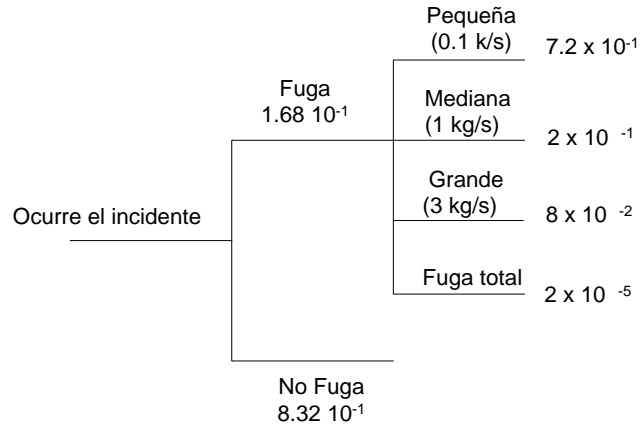 Pequeña
(0.1 k/s)
7.2 x 10⁻¹
Fuga
1.68 10⁻¹
Mediana
(1 kg/s)
2 x 10 ⁻¹
Grande
(3 kg/s)
8 x 10 ⁻²
Ocurre el incidente
Fuga total
2 x 10 ⁻⁵
No Fuga
8.32 10⁻¹